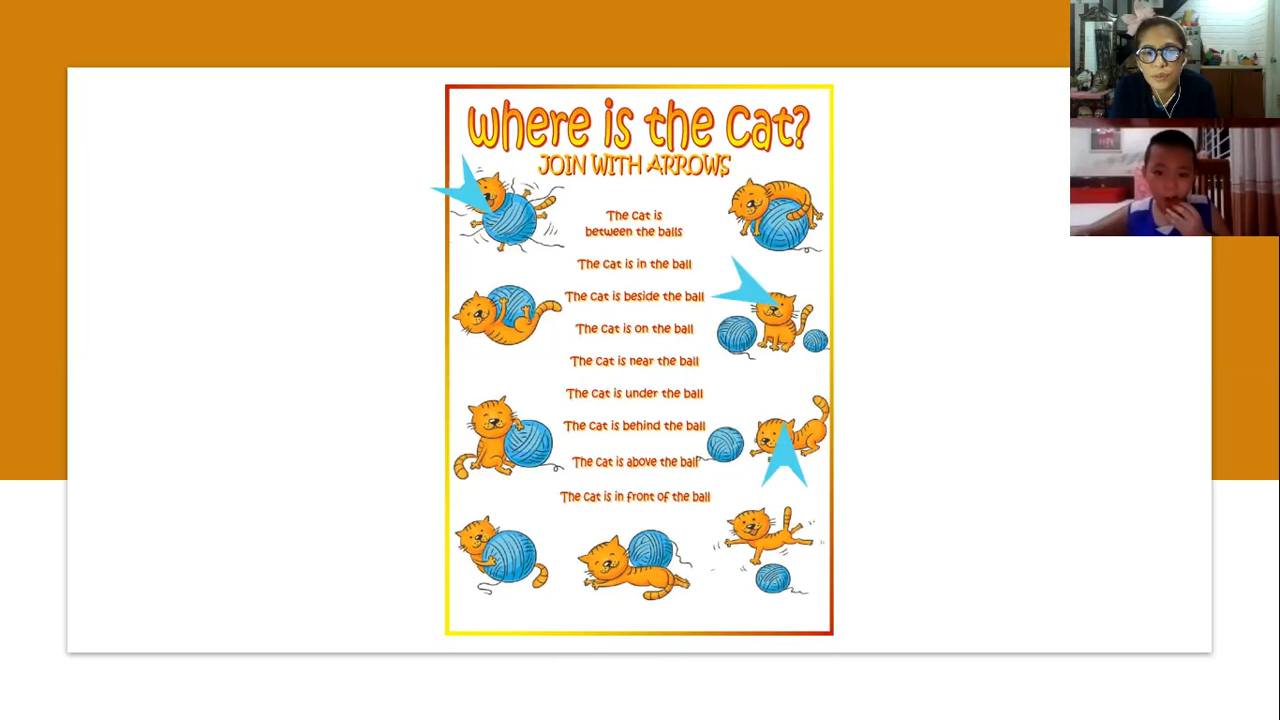 where is the cat?
JOIN WITH ARROWS
The cat is
between the balls
The cat is in the ball
The cat is beside the ball
The cat is on the ball
The cat is near the ball
The cat is under the ball
The cat is behind the ball
The cat is above the ball
The cat is in front of the ball